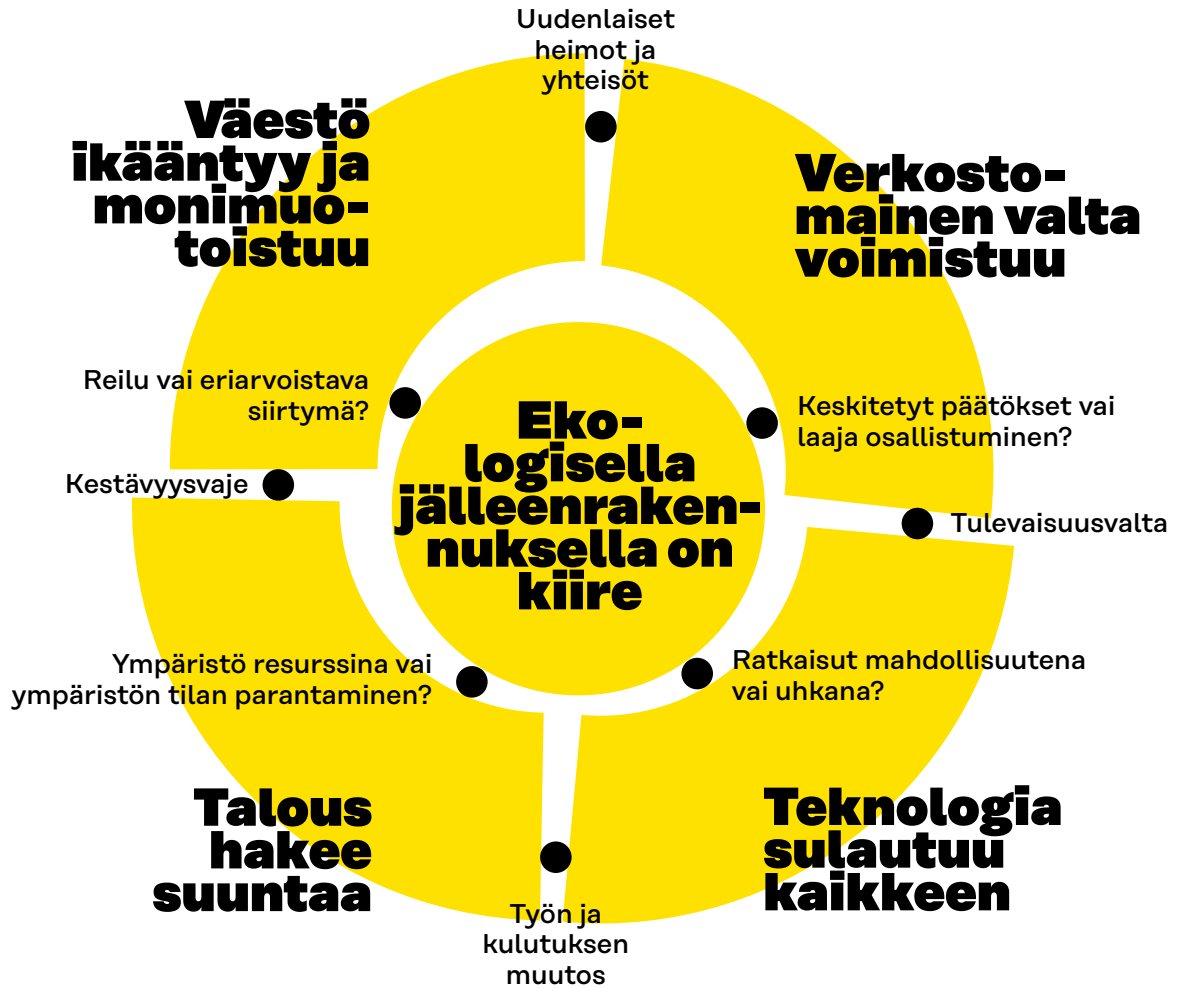 Uudenlaiset
heimot ja
yhteisöt
Väestö
ikääntyy ja
monimuo-
toistuu
Verkosto-
mainen valta
voimistuu
Reilu vai eriarvoistava
siirtymä?
Keskitetyt päätökset vai
laaja osallistuminen?
Eko-
logisella
jälleenraken-
nuksella on
kiire
Kestävyysvaje
Tulevaisuusvalta
Ympäristö resurssina vai
ympäristön tilan parantaminen?
Ratkaisut mahdollisuutena
vai uhkana?
Talous
hakee
suuntaa
Teknologia
sulautuu
kaikkeen
Työn ja
kulutuksen
muutos